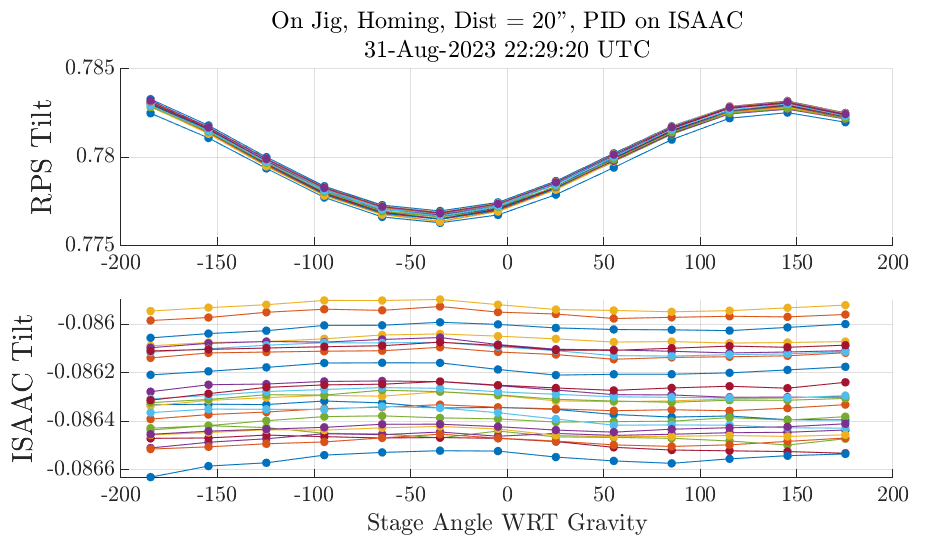 On Jig, Homing, Dist = 20", PID on ISAAC
31-Aug-2023 22:29:20 UTC
0.785
0.78
0.775
RPS Tilt
-200 -150 -100 -50 0 50 100 150 200
-0.086
-0.0862
-0.0864
-0.0866
ISAAC Tilt
-200 -150 -100 -50 0 50 100 150 200
Stage Angle WRT Gravity